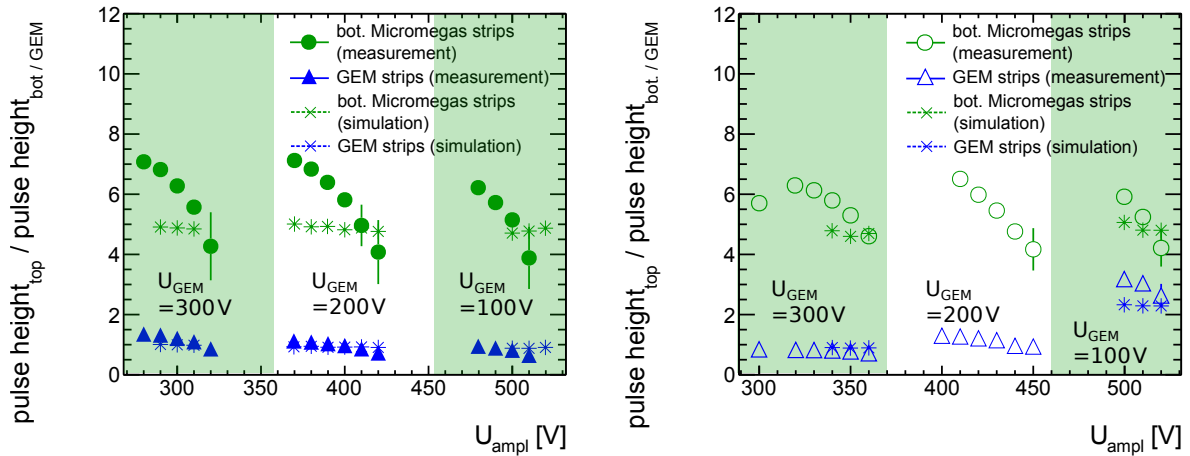 pulse height_top / pulse height_bot / GEM
12
10
8
6
4
2
0
bot. Micromegas strips
(measurement)
GEM strips (measurement)
bot. Micromegas strips
(simulation)
GEM strips (simulation)
U_GEM
=300V
U_GEM
=200V
U_GEM
=100V
300 350 400 450 500
U_ampl [V]
pulse height_top / pulse height_bot. / GEM
12
10
8
6
4
2
0
bot. Micromegas strips
(measurement)
GEM strips (measurement)
bot. Micromegas strips
(simulation)
GEM strips (simulation)
U_GEM
=300V
U_GEM
=200V
U_GEM
=100V
300 350 400 450 500
U_ampl [V]